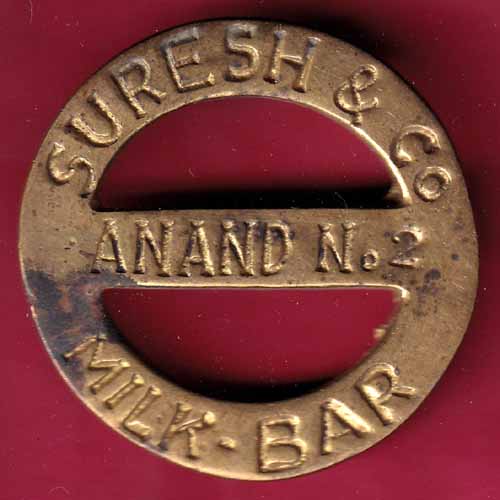 SURESH & Co
ANAND No. 2
MILK-BAR